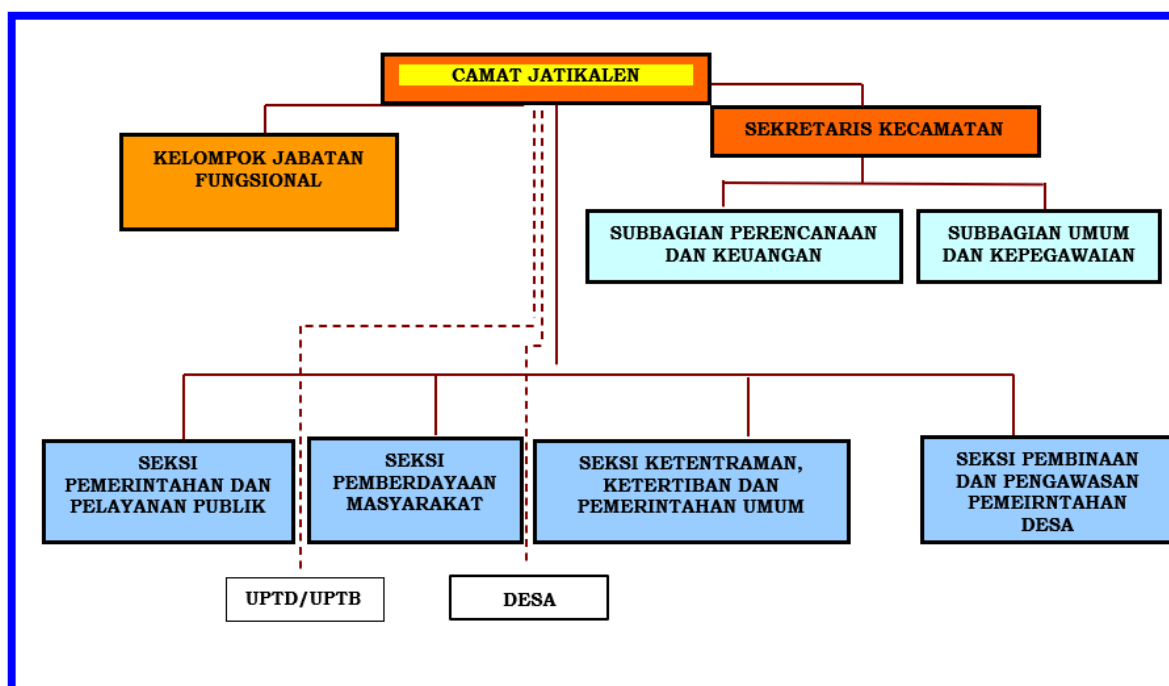 CAMAT JATIKALEN
KELOMPOK JABATAN
FUNGSIONAL
SEKRETARIS KECAMATAN
SUBBAGIAN PERENCANAAN
DAN KEUANGAN
SUBBAGIAN UMUM
DAN KEPEGAWAIAN
SEKSI
PEMERINTAHAN DAN
PELAYANAN PUBLIK
SEKSI
PEMBERDAYAAN
MASYARAKAT
SEKSI KETENTRAMAN,
KETERTIBAN DAN
PEMERINTAHAN UMUM
SEKSI PEMBINAAN
DAN PENGAWASAN
PEMEIRNTAHAN
DESA
UPTD/UPTB
DESA